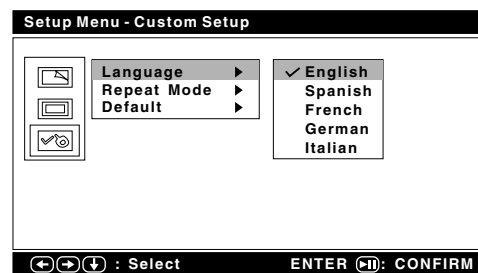 Setup Menu - Custom Setup
Language ▶ ✓ English
Repeat Mode ▶ Spanish
Default ▶ French
German
Italian
: Select ENTER : CONFIRM